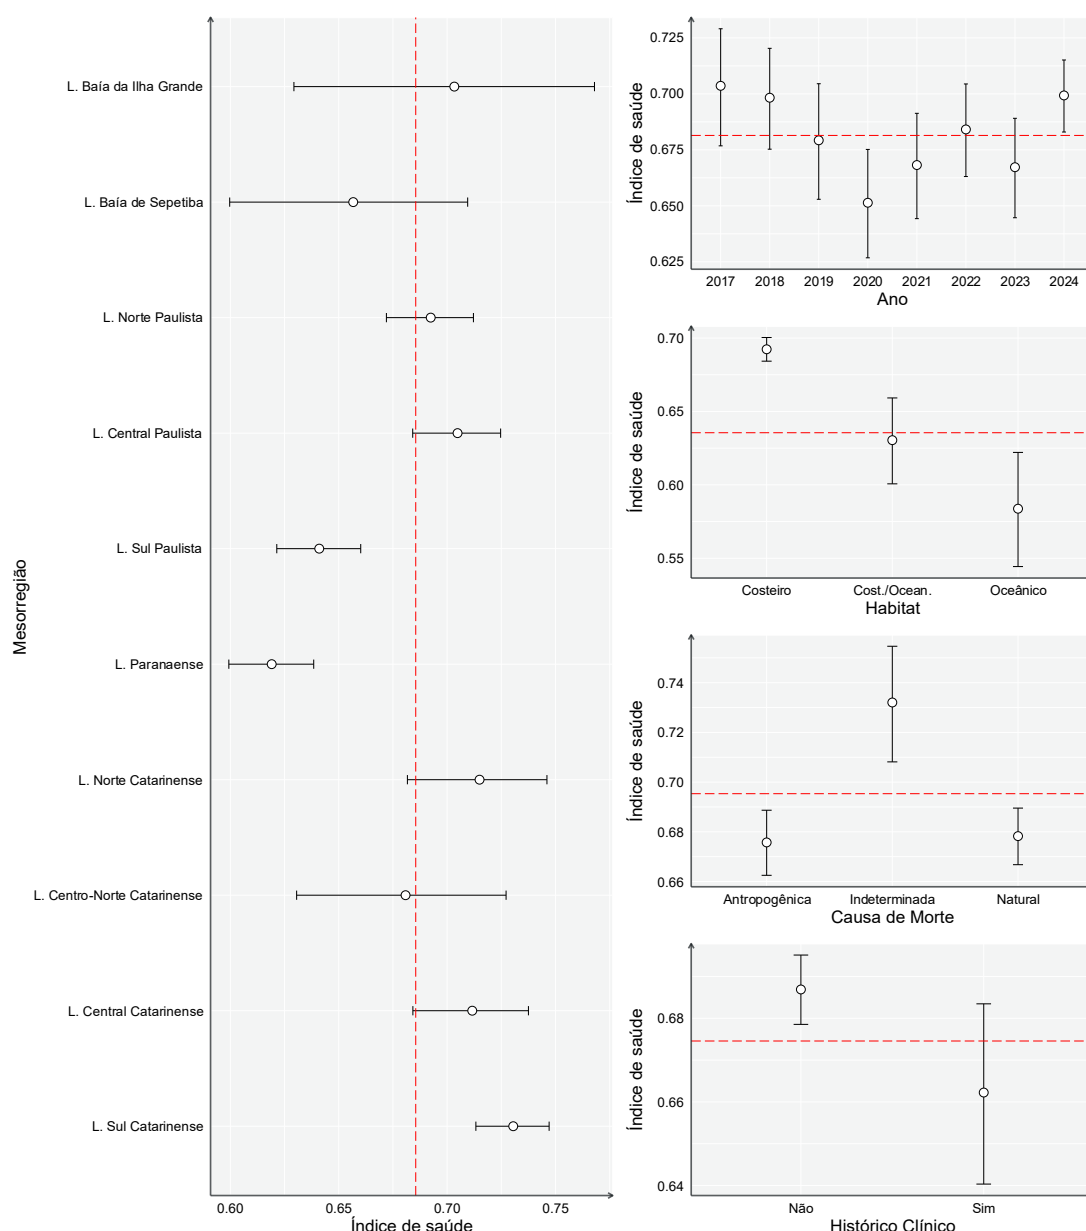 Mesorregião
L. Baía da Ilha Grande
L. Baía de Sepetiba
L. Norte Paulista
L. Central Paulista
L. Sul Paulista
L. Paranaense
L. Norte Catarinense
L. Centro-Norte Catarinense
L. Central Catarinense
L. Sul Catarinense
0.60 0.65 0.70 0.75
Índice de saúde
Índice de saúde
0.725
0.700
0.675
0.650
0.625
2017 2018 2019 2020 2021 2022 2023 2024
Ano
Índice de saúde
0.70
0.65
0.60
0.55
Costeiro Cost./Ocean. Oceânico
Habitat
Índice de saúde
0.74
0.72
0.70
0.68
0.66
Antropogênica Indeterminada Natural
Causa de Morte
Índice de saúde
0.68
0.66
0.64
Não Sim
Histórico Clínico